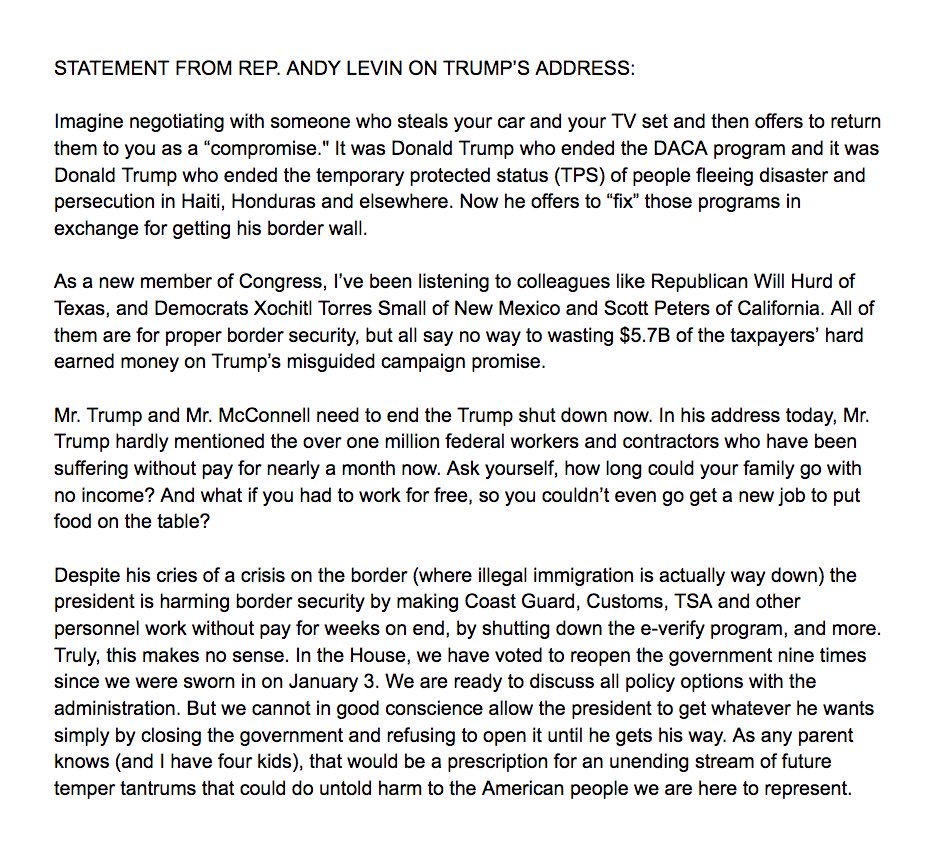 STATEMENT FROM REP. ANDY LEVIN ON TRUMP'S ADDRESS:
Imagine negotiating with someone who steals your car and your TV set and then offers to return
them to you as a “compromise." It was Donald Trump who ended the DACA program and it was
Donald Trump who ended the temporary protected status (TPS) of people fleeing disaster and
persecution in Haiti, Honduras and elsewhere. Now he offers to “fix” those programs in
exchange for getting his border wall.
As a new member of Congress, I’ve been listening to colleagues like Republican Will Hurd of
Texas, and Democrats Xochitl Torres Small of New Mexico and Scott Peters of California. All of
them are for proper border security, but all say no way to wasting $5.7B of the taxpayers’ hard
earned money on Trump’s misguided campaign promise.
Mr. Trump and Mr. McConnell need to end the Trump shut down now. In his address today, Mr.
Trump hardly mentioned the over one million federal workers and contractors who have been
suffering without pay for nearly a month now. Ask yourself, how long could your family go with
no income? And what if you had to work for free, so you couldn’t even go get a new job to put
food on the table?
Despite his cries of a crisis on the border (where illegal immigration is actually way down) the
president is harming border security by making Coast Guard, Customs, TSA and other
personnel work without pay for weeks on end, by shutting down the e-verify program, and more.
Truly, this makes no sense. In the House, we have voted to reopen the government nine times
since we were sworn in on January 3. We are ready to discuss all policy options with the
administration. But we cannot in good conscience allow the president to get whatever he wants
simply by closing the government and refusing to open it until he gets his way. As any parent
knows (and I have four kids), that would be a prescription for an unending stream of future
temper tantrums that could do untold harm to the American people we are here to represent.